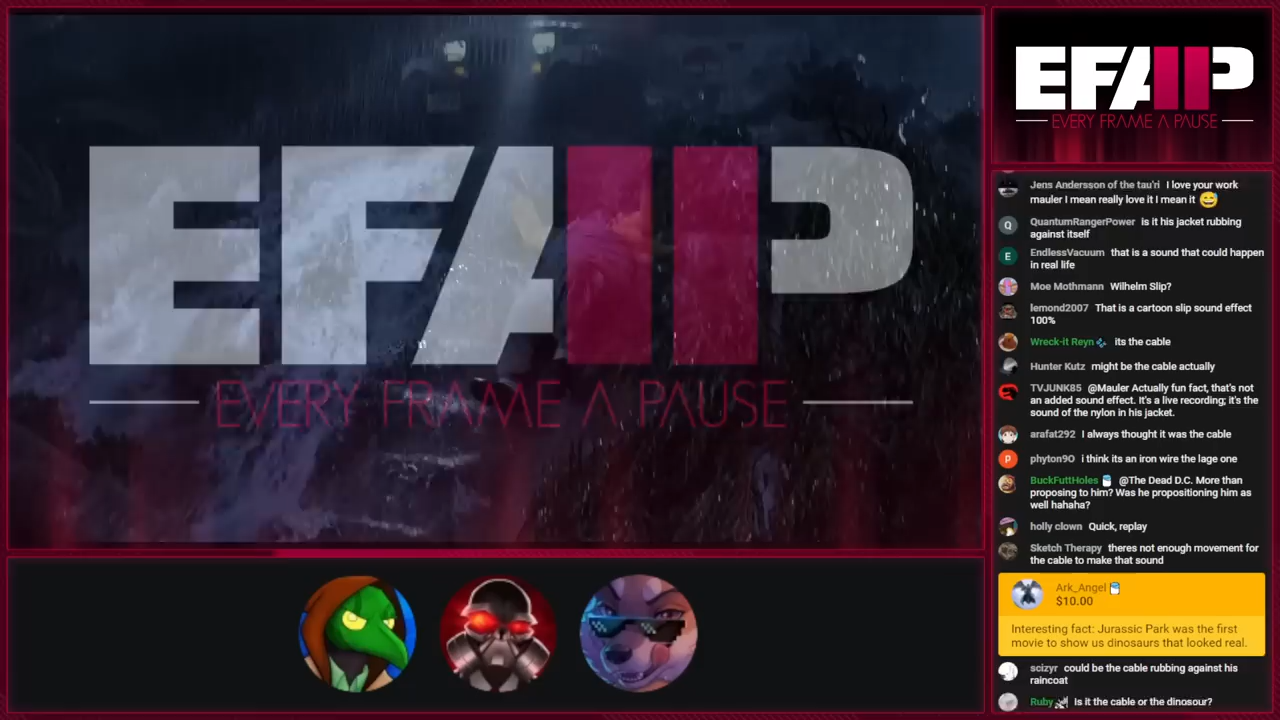 EFAP
EVERY FRAME A PAUSE
EFAP
EVERY FRAME A PAUSE
Jens Andersson of the tau'ri I love your work
mauler I mean really love it I mean it 😅
Q
QuantumRangerPower is it his jacket rubbing
against itself
E
EndlessVacuum that is a sound that could happen
in real life
Moe Mothmann Wilhelm Slip?
lemond2007 That is a cartoon slip sound effect
100%
Wreck-it Reyn its the cable
Hunter Kutz might be the cable actually
TVJUNK85 @Mauler Actually fun fact, that's not
an added sound effect. It's a live recording; it's the
sound of the nylon in his jacket.
arafat292 I always thought it was the cable
P
phyton90 i think its an iron wire the lage one
BuckFuttHoles @The Dead D.C. More than
proposing to him? Was he propositioning him as
well hahaha?
holly clown Quick, replay
Sketch Therapy theres not enough movement for
the cable to make that sound
Ark_Angel
$10.00
Interesting fact: Jurassic Park was the first
movie to show us dinosaurs that looked real.
scizyr could be the cable rubbing against his
raincoat
Ruby Is it the cable or the dinosour?